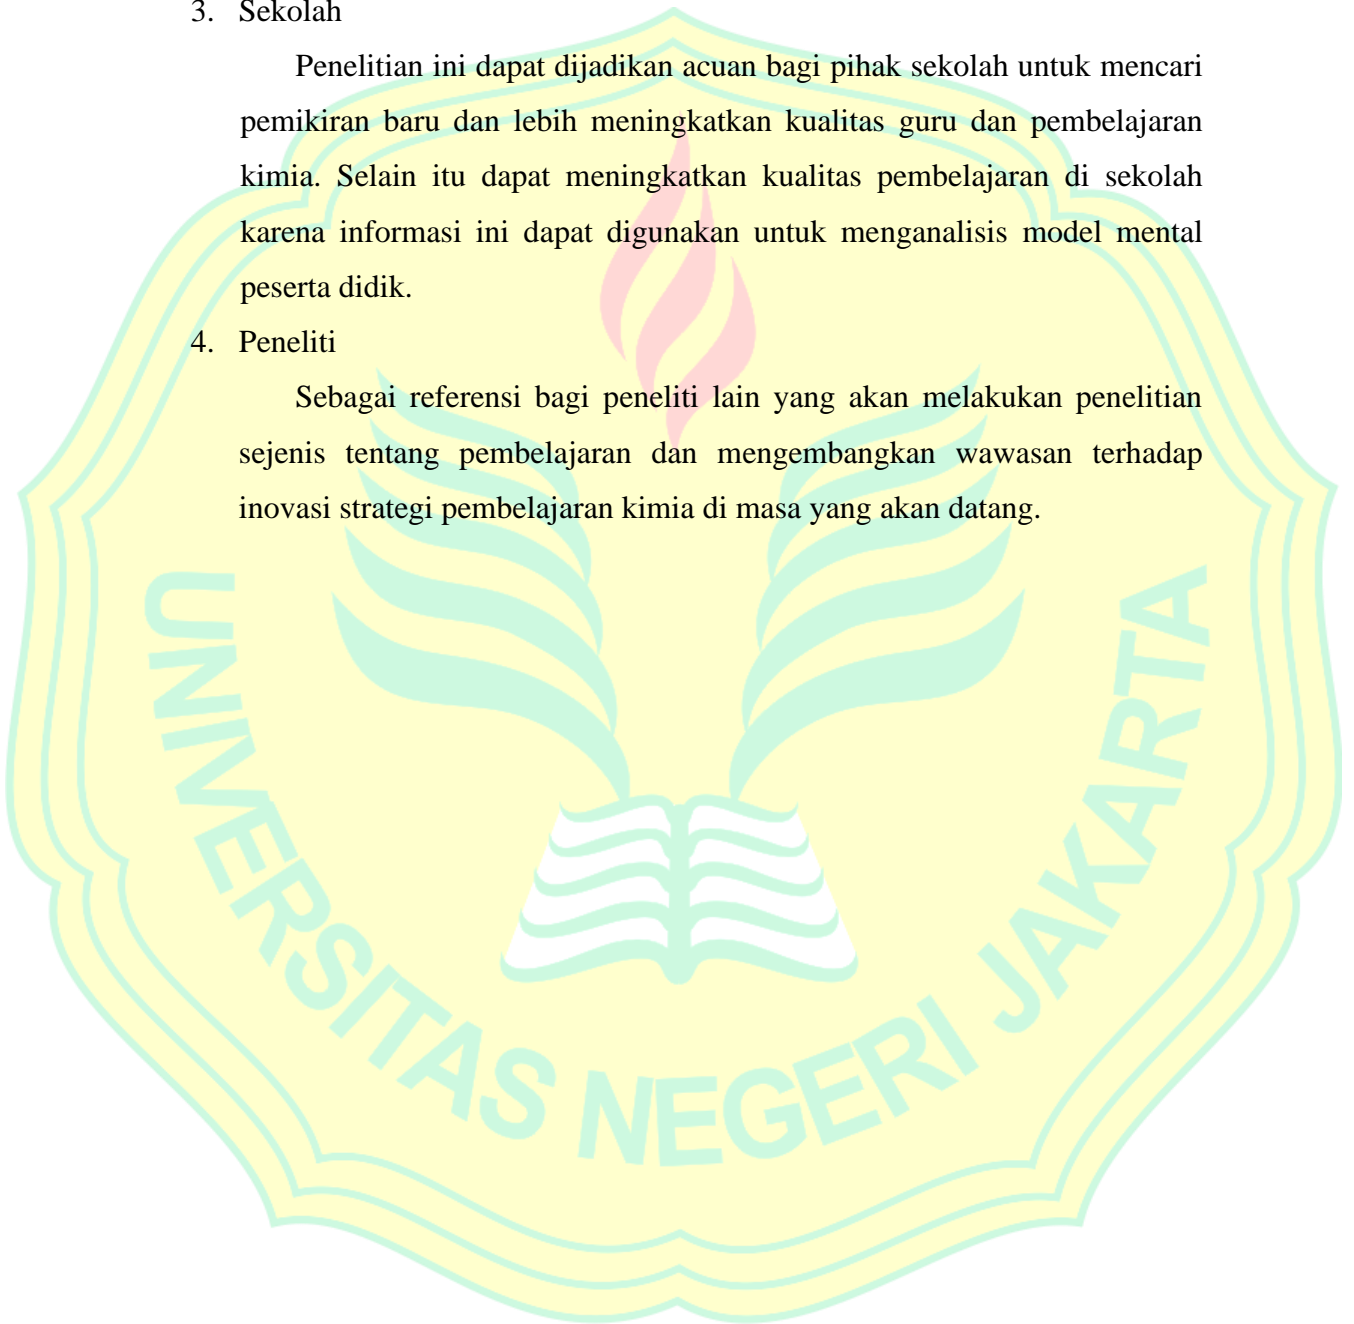 3. Sekolah
Penelitian ini dapat dijadikan acuan bagi pihak sekolah untuk mencari
pemikiran baru dan lebih meningkatkan kualitas guru dan pembelajaran
kimia. Selain itu dapat meningkatkan kualitas pembelajaran di sekolah
karena informasi ini dapat digunakan untuk menganalisis model mental
peserta didik.
4. Peneliti
Sebagai referensi bagi peneliti lain yang akan melakukan penelitian
sejenis tentang pembelajaran dan mengembangkan wawasan terhadap
inovasi strategi pembelajaran kimia di masa yang akan datang.
UNIVERSITAS NEGERI JAKARTA